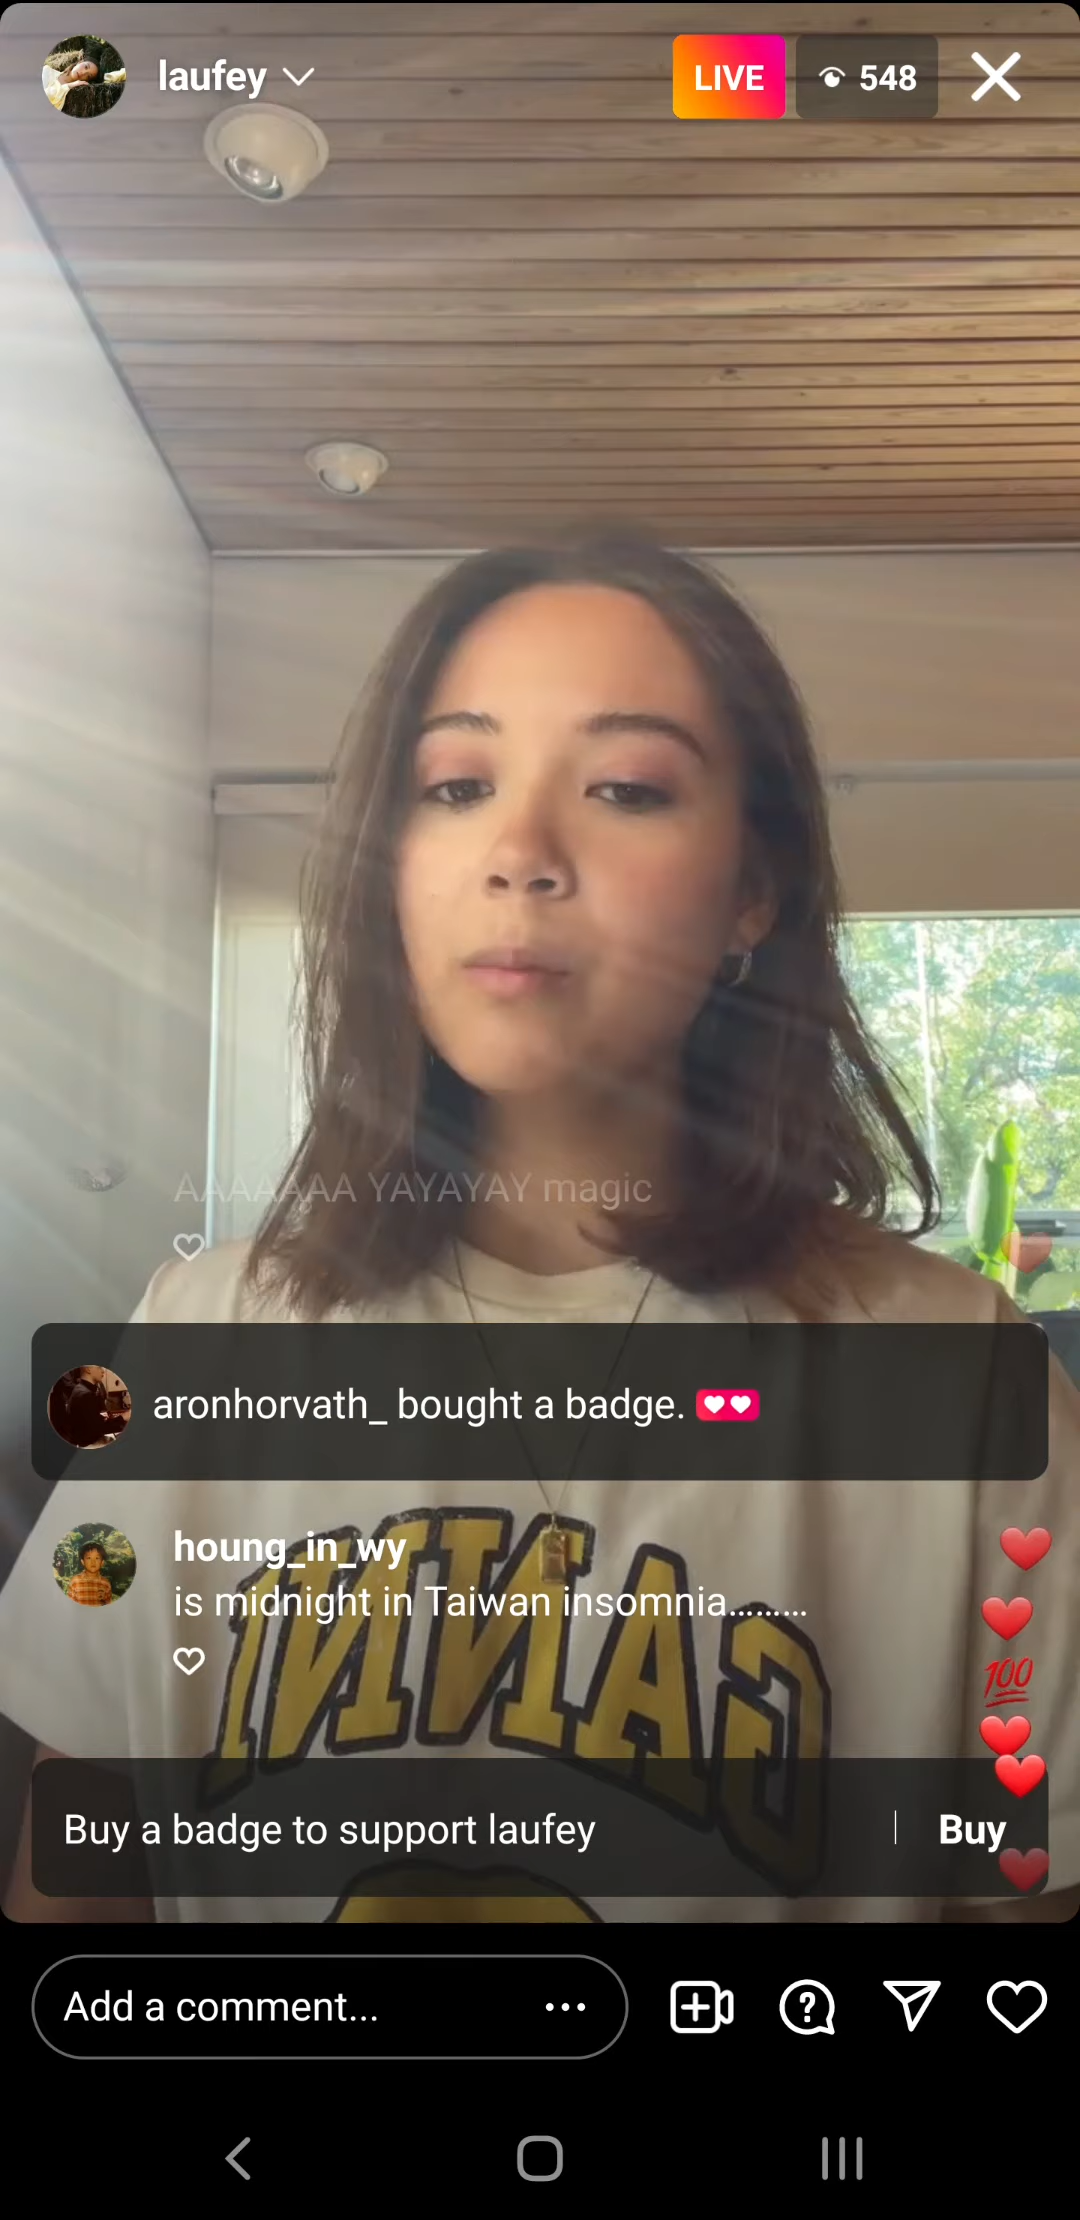 laufey
LIVE
548
AAAAAAA YAYAYAY magic
aronhorvath_ bought a badge.
houng_in_wy
is midnight in Taiwan insomnia.........
GANNI
Buy a badge to support laufey
Buy
100
Add a comment...